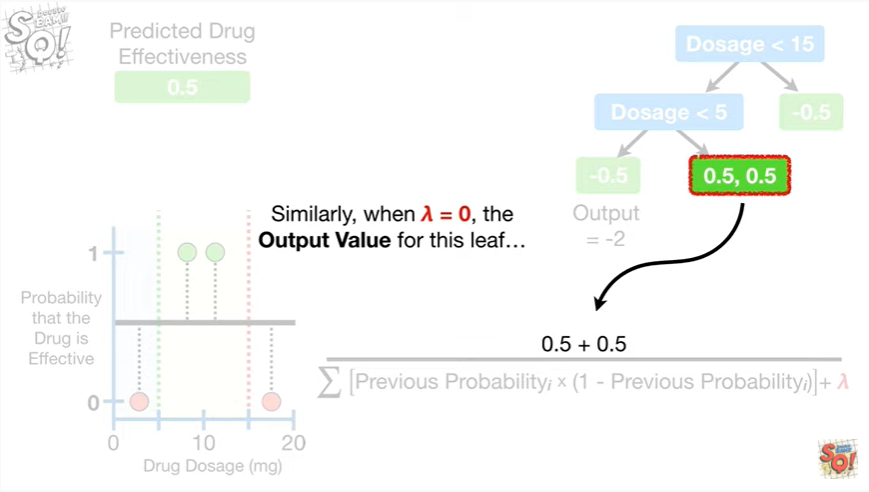 Predicted Drug
Effectiveness
0.5
Dosage < 15
Dosage < 5
-0.5
-0.5
0.5, 0.5
Output
= -2
Similarly, when λ = 0, the
Output Value for this leaf…
0.5 + 0.5
∑ [Previous Probabilityᵢ × (1 - Previous Probabilityᵢ)]+ λ
Probability
that the
Drug is
Effective
1
0
0 10 20
Drug Dosage (mg)
SQ!
SQ!